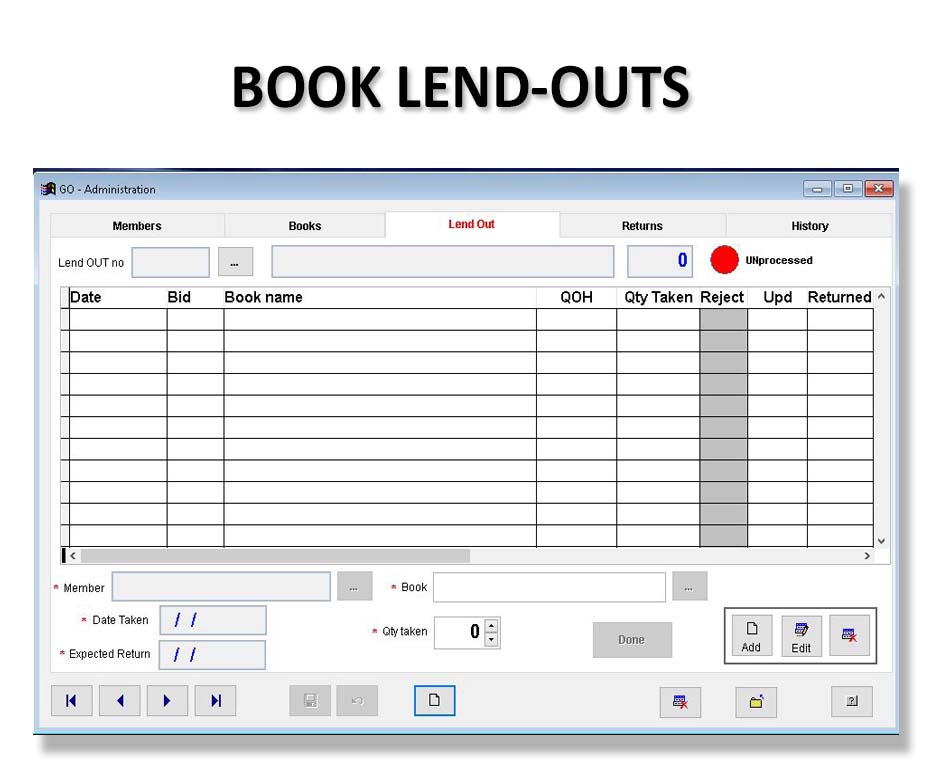 BOOK LEND-OUTS
GO - Administration
Members Books Lend Out Returns History
Lend OUT no ... 0 UNprocessed
Date Bid Book name QOH Qty Taken Reject Upd Returned
* Member ... * Book ...
* Date Taken / /
* Qty taken 0
* Expected Return / /
Done
Add Edit